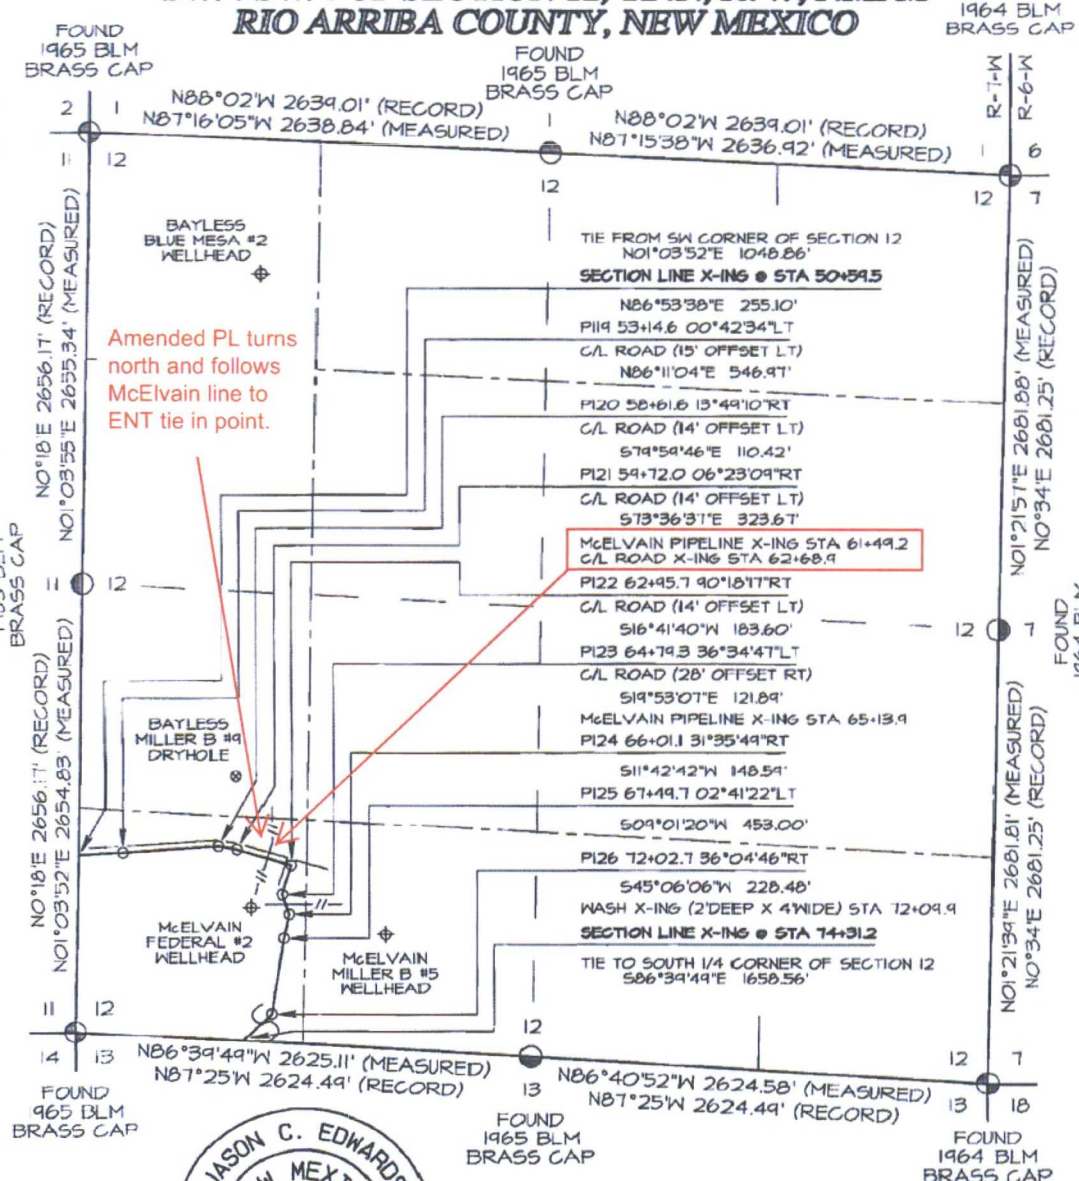 RIO ARRIBA COUNTY, NEW MEXICO
1964 BLM
BRASS CAP
FOUND
1965 BLM
BRASS CAP
FOUND
1965 BLM
BRASS CAP
R-7-W
R-6-W
2 1
N88°02'W 2639.01' (RECORD)
N87°16'05"W 2638.84' (MEASURED)
1
N88°02'W 2639.01' (RECORD)
N87°15'38"W 2636.92' (MEASURED)
1 6
11 12
12
12 7
BAYLESS
BLUE MESA #2
WELLHEAD
N0°18'E 2656.17' (RECORD)
N01°03'55"E 2655.34' (MEASURED)
N01°21'57"E 2681.88' (MEASURED)
N0°34'E 2681.25' (RECORD)
Amended PL turns
north and follows
McElvain line to
ENT tie in point.
TIE FROM SW CORNER OF SECTION 12
N01°03'52"E 1048.86'
SECTION LINE X-ING @ STA 50+59.5
N86°53'38"E 255.10'
PI19 53+14.6 00°42'34"LT
C/L ROAD (15' OFFSET LT)
N86°11'04"E 546.97'
PI20 58+61.6 13°49'10"RT
C/L ROAD (14' OFFSET LT)
S79°59'46"E 110.42'
PI21 59+72.0 06°23'09"RT
C/L ROAD (14' OFFSET LT)
S73°36'37"E 323.67'
McELVAIN PIPELINE X-ING STA 61+49.2
C/L ROAD X-ING STA 62+68.9
PI22 62+95.7 90°18'17"RT
C/L ROAD (14' OFFSET LT)
S16°41'40"W 183.60'
PI23 64+79.3 36°34'47"LT
C/L ROAD (28' OFFSET RT)
S19°53'07"E 121.89'
McELVAIN PIPELINE X-ING STA 65+13.9
PI24 66+01.1 31°35'49"RT
S11°42'42"W 148.59'
PI25 67+49.7 02°41'22"LT
S09°01'20"W 453.00'
PI26 72+02.7 36°04'46"RT
S45°06'06"W 228.48'
WASH X-ING (2'DEEP X 4'WIDE) STA 72+09.9
SECTION LINE X-ING @ STA 74+31.2
TIE TO SOUTH 1/4 CORNER OF SECTION 12
S86°39'49"E 1658.56'
BRASS CAP
11 12
12 7
FOUND
BAYLESS
MILLER B #9
DRYHOLE
N0°18'E 2656.17' (RECORD)
N01°03'52"E 2654.83' (MEASURED)
N01°21'39"E 2681.81' (MEASURED)
N0°34'E 2681.25' (RECORD)
McELVAIN
FEDERAL #2
WELLHEAD
McELVAIN
MILLER B #5
WELLHEAD
11 12
12
12 7
14 13
N86°39'49"W 2625.11' (MEASURED)
N87°25'W 2624.49' (RECORD)
13
N86°40'52"W 2624.58' (MEASURED)
N87°25'W 2624.49' (RECORD)
13 18
FOUND
1965 BLM
BRASS CAP
FOUND
1965 BLM
BRASS CAP
FOUND
1964 BLM
BRASS CAP
JASON C. EDWARDS